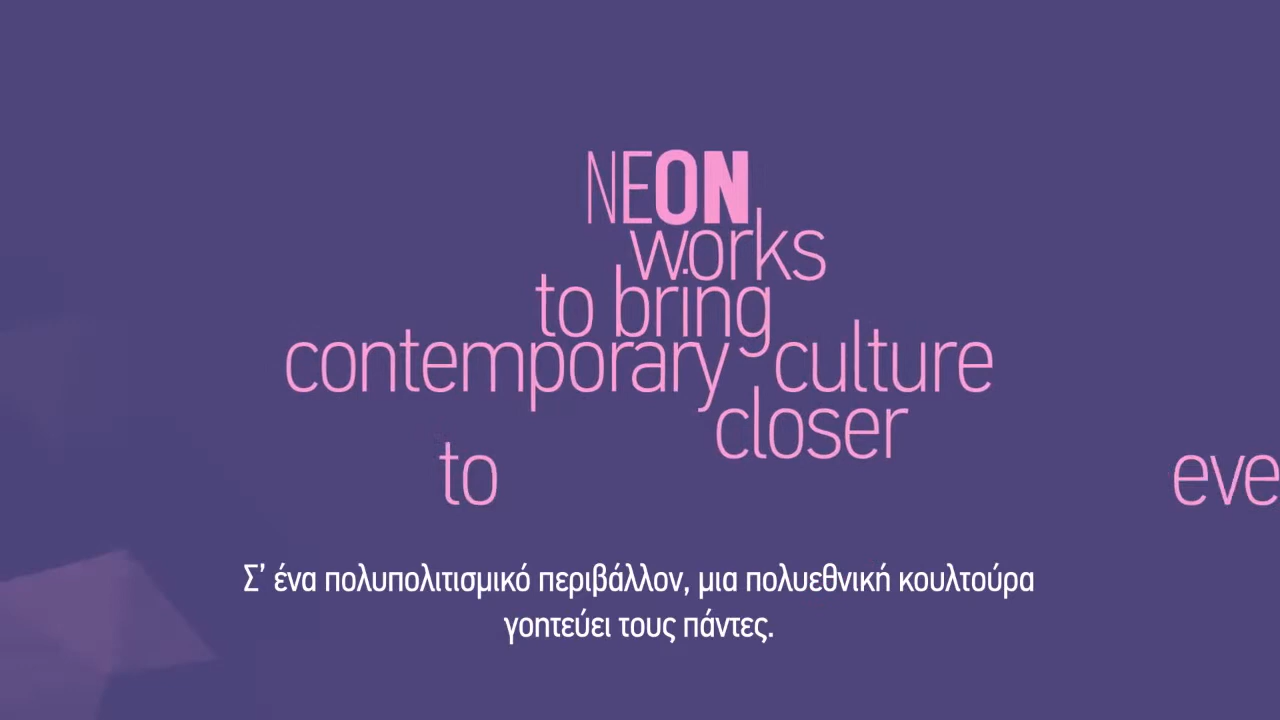 NEON
works
to bring
contemporary culture
closer
to eve
Σ' ένα πολυπολιτισμικό περιβάλλον, μια πολυεθνική κουλτούρα
γοητεύει τους πάντες.